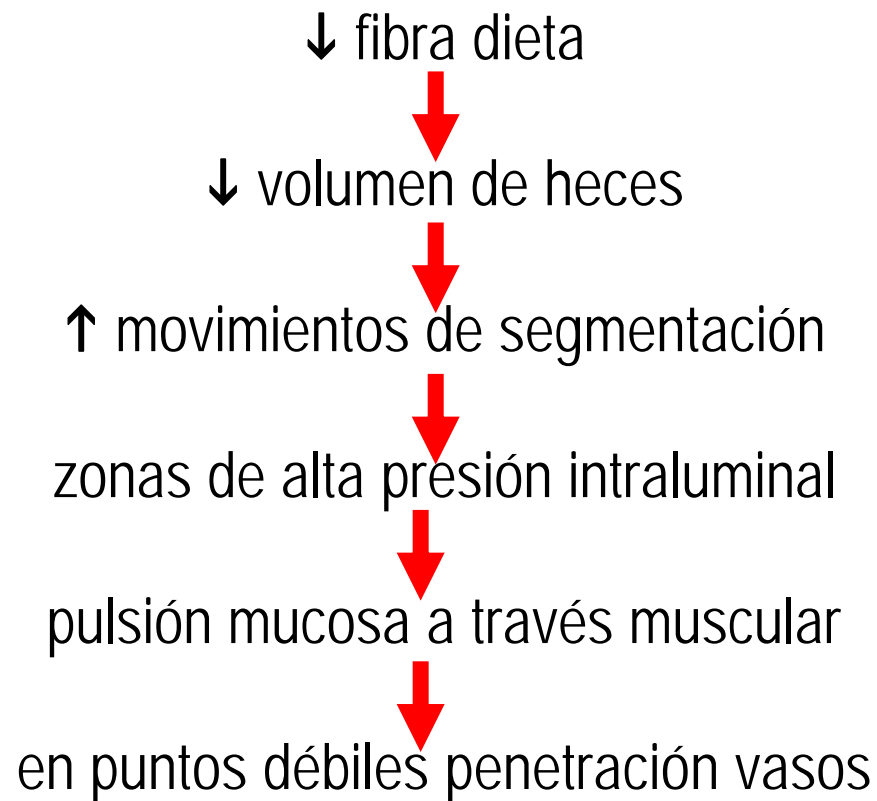 ↓ fibra dieta
↓ volumen de heces
↑ movimientos de segmentación
zonas de alta presión intraluminal
pulsión mucosa a través muscular
en puntos débiles penetración vasos